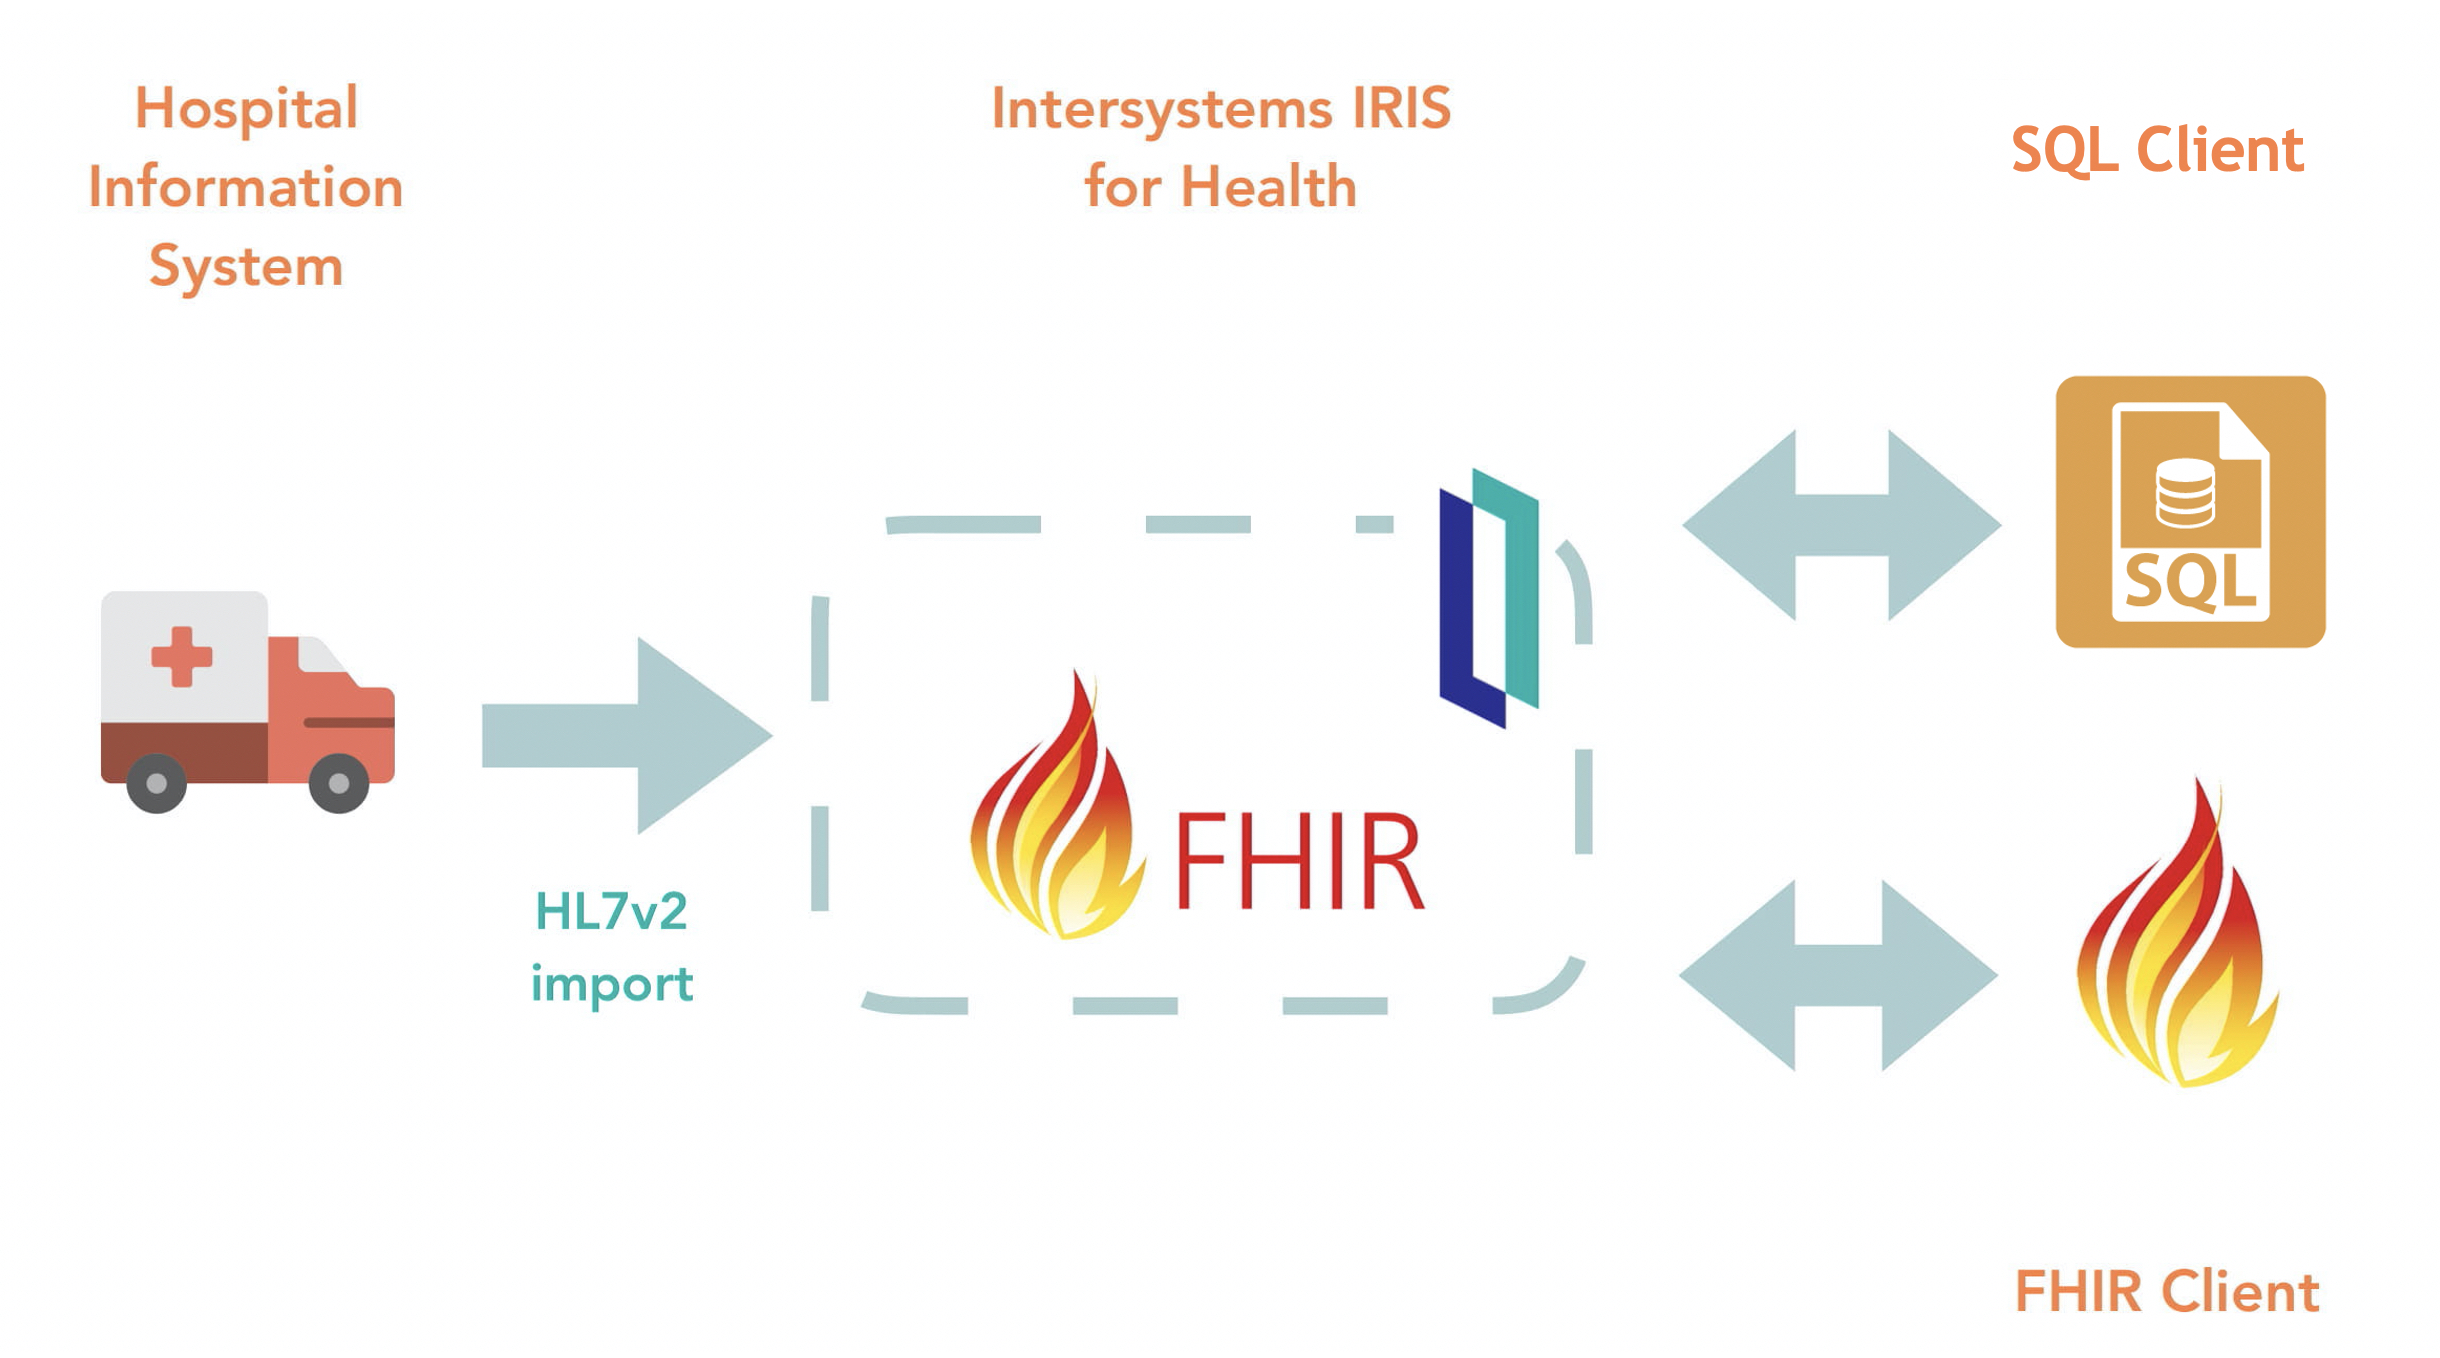 Hospital
Information
System
Intersystems IRIS
for Health
SQL Client
SQL
FHIR
HL7v2
import
FHIR Client